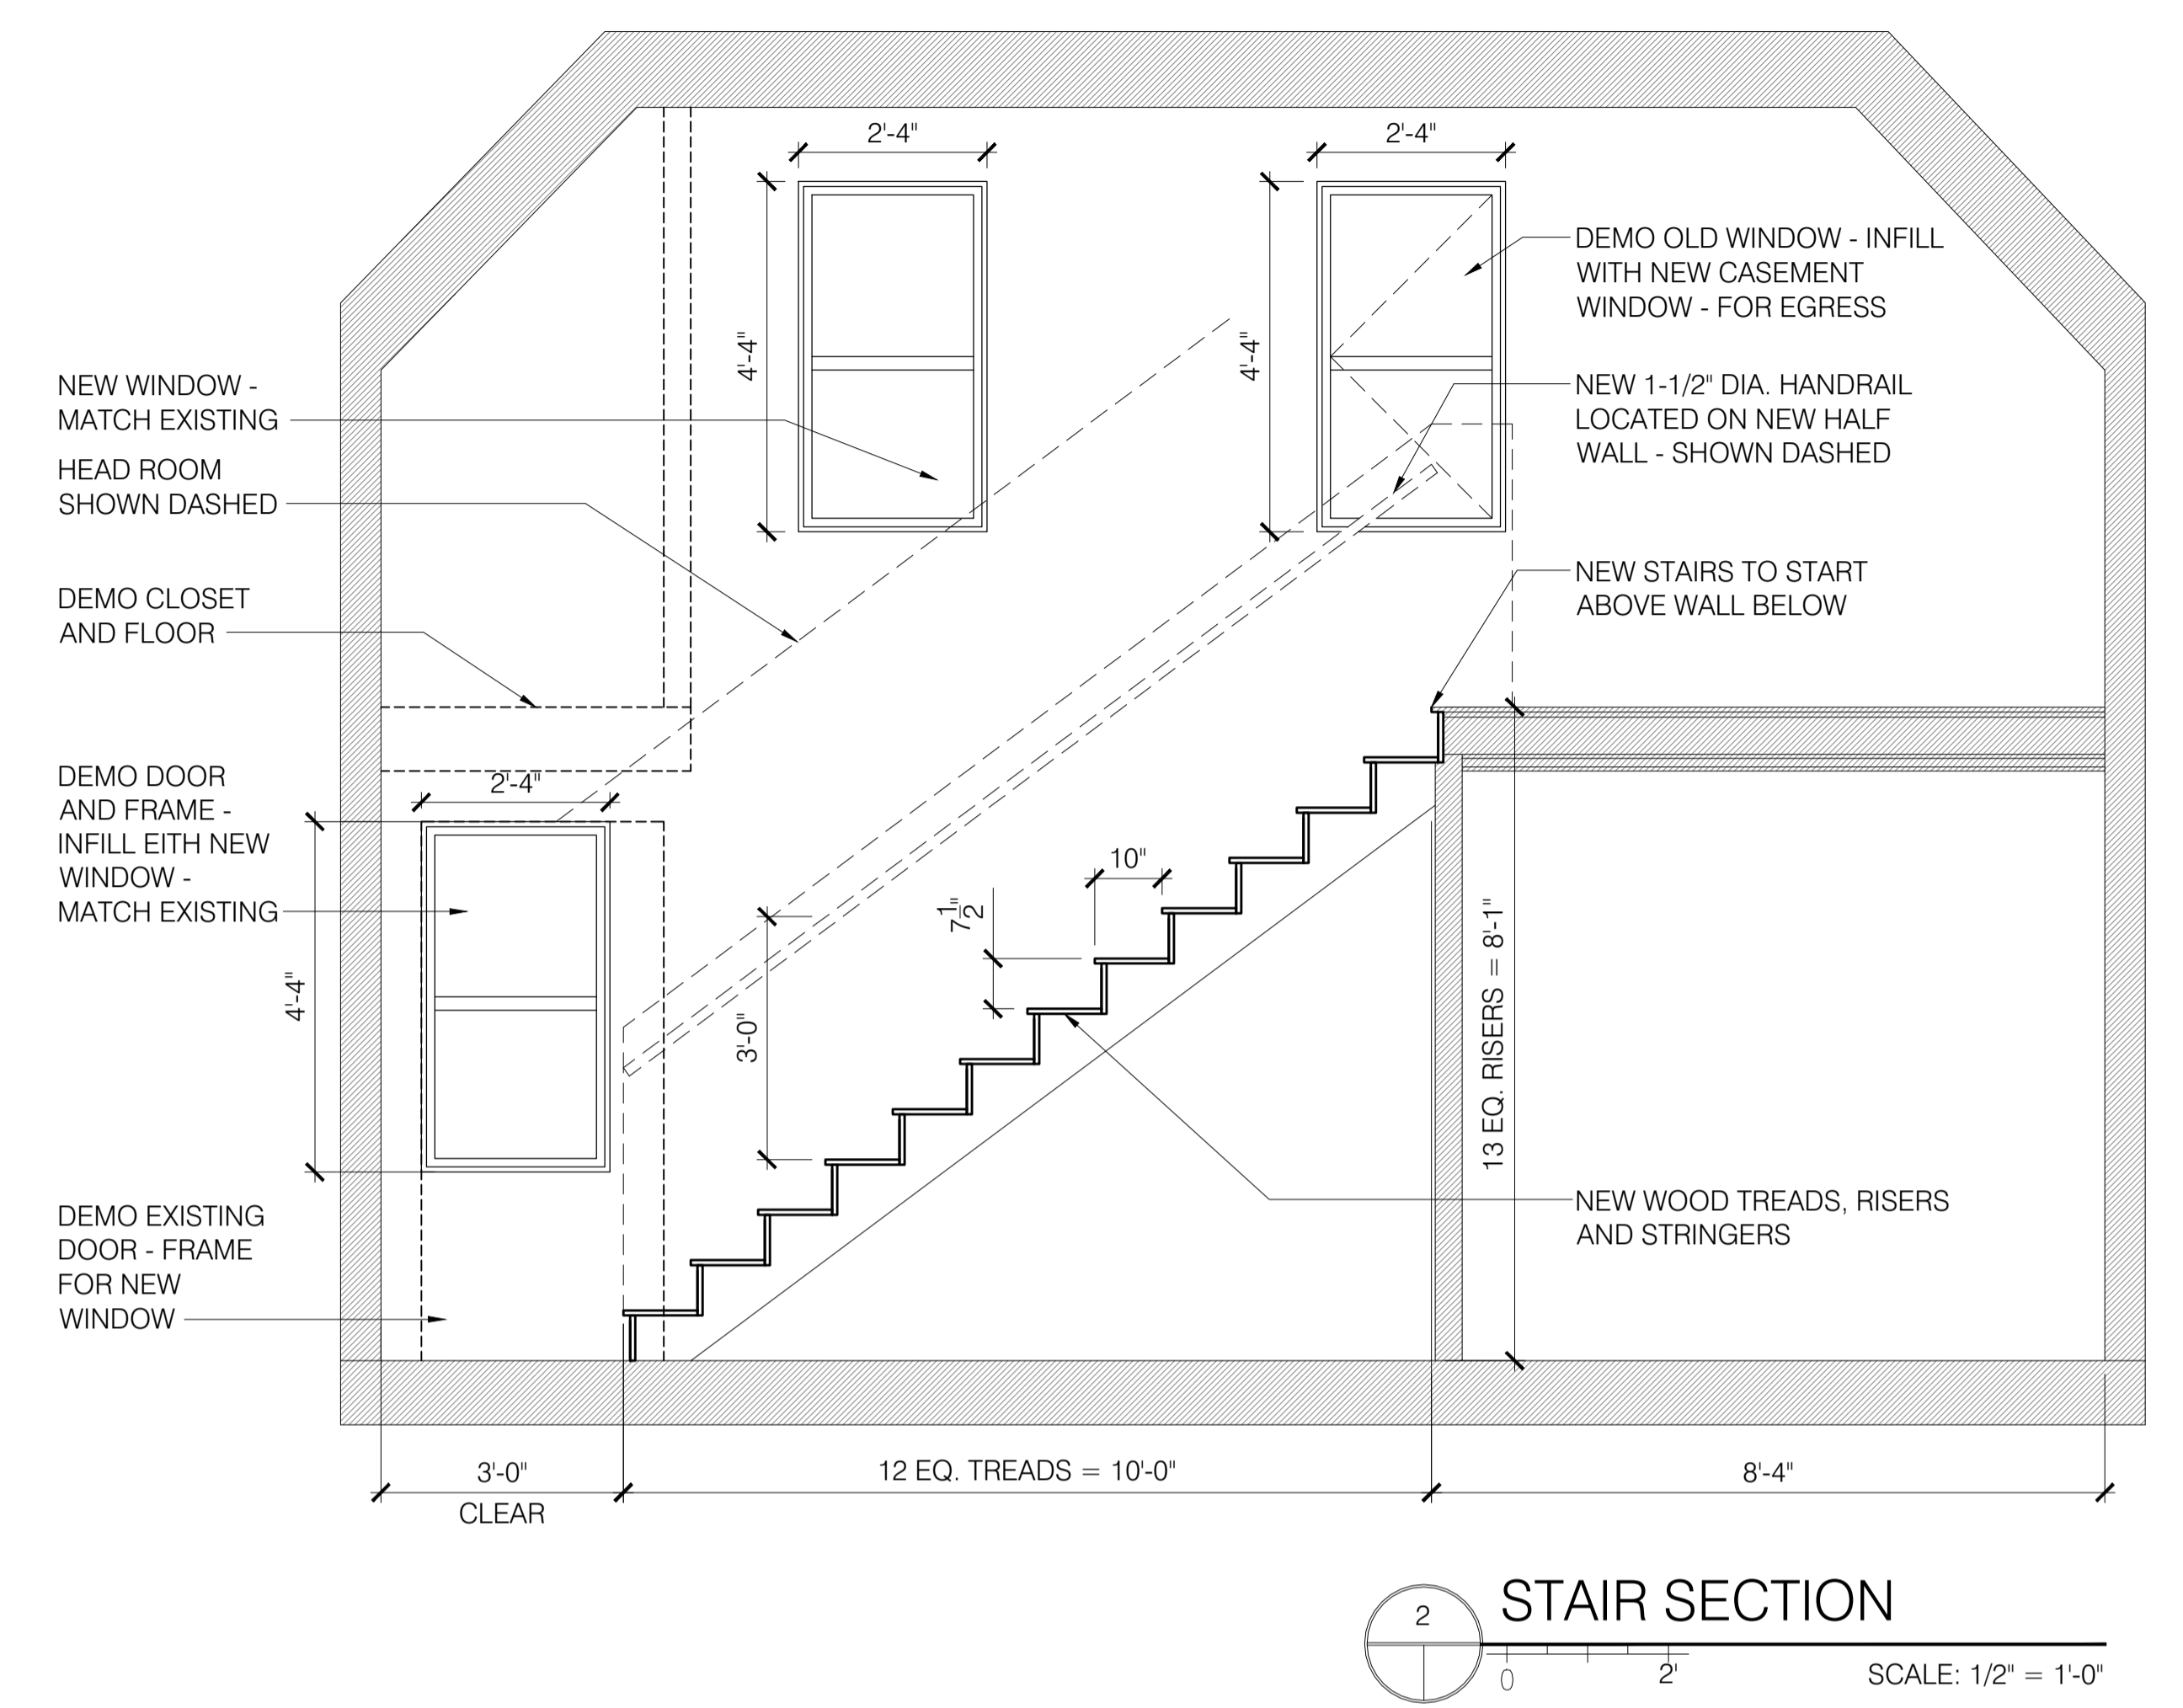 2'-4"
2'-4"
4'-4"
4'-4"
DEMO OLD WINDOW - INFILL
WITH NEW CASEMENT
WINDOW - FOR EGRESS
NEW WINDOW -
MATCH EXISTING
NEW 1-1/2" DIA. HANDRAIL
LOCATED ON NEW HALF
WALL - SHOWN DASHED
HEAD ROOM
SHOWN DASHED
DEMO CLOSET
AND FLOOR
NEW STAIRS TO START
ABOVE WALL BELOW
DEMO DOOR
AND FRAME -
INFILL EITH NEW
WINDOW -
MATCH EXISTING
2'-4"
4'-4"
10"
7 1/2"
3'-0"
13 EQ. RISERS = 8'-1"
DEMO EXISTING
DOOR - FRAME
FOR NEW
WINDOW
NEW WOOD TREADS, RISERS
AND STRINGERS
3'-0"
CLEAR
12 EQ. TREADS = 10'-0"
8'-4"
2
STAIR SECTION
0
2'
SCALE: 1/2" = 1'-0"